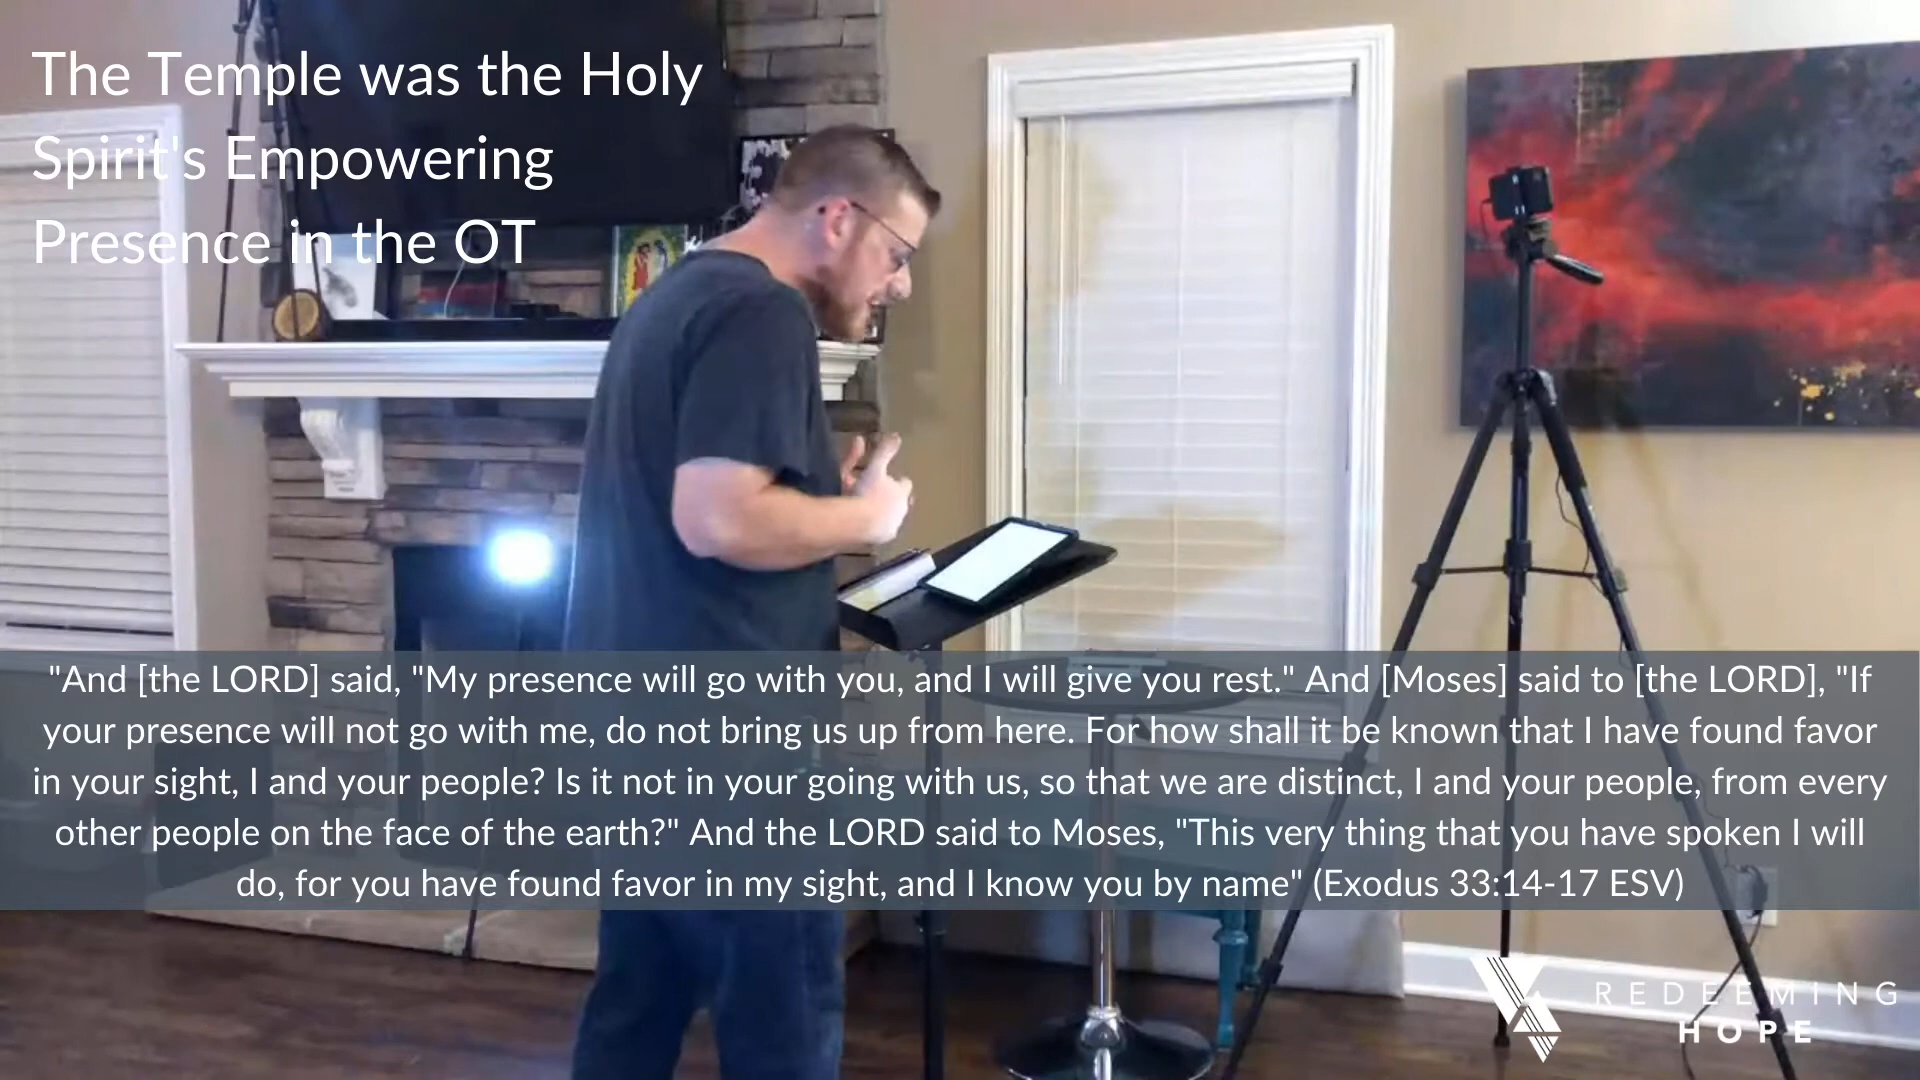 The Temple was the Holy
Spirit's Empowering
Presence in the OT
"And [the LORD] said, "My presence will go with you, and I will give you rest." And [Moses] said to [the LORD], "If
your presence will not go with me, do not bring us up from here. For how shall it be known that I have found favor
in your sight, I and your people? Is it not in your going with us, so that we are distinct, I and your people, from every
other people on the face of the earth?" And the LORD said to Moses, "This very thing that you have spoken I will
do, for you have found favor in my sight, and I know you by name" (Exodus 33:14-17 ESV)
REDEEMING
HOPE